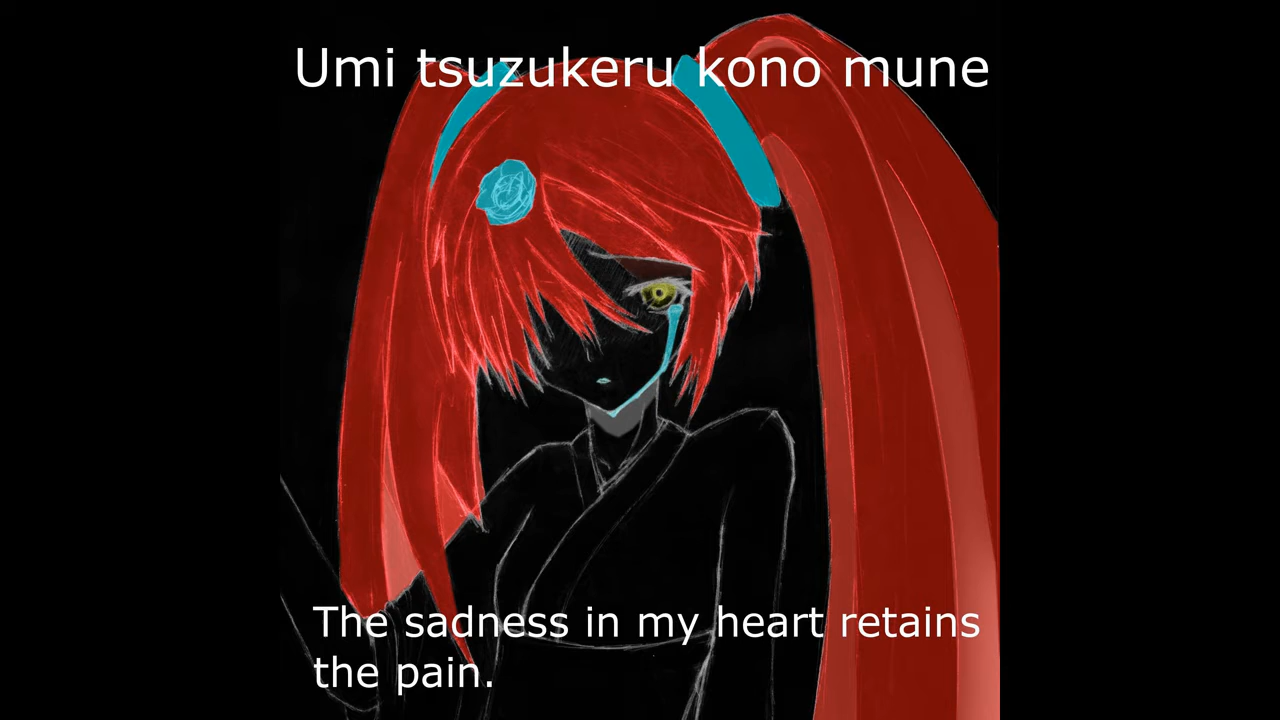 Umi tsuzukeru kono mune
The sadness in my heart retains
the pain.